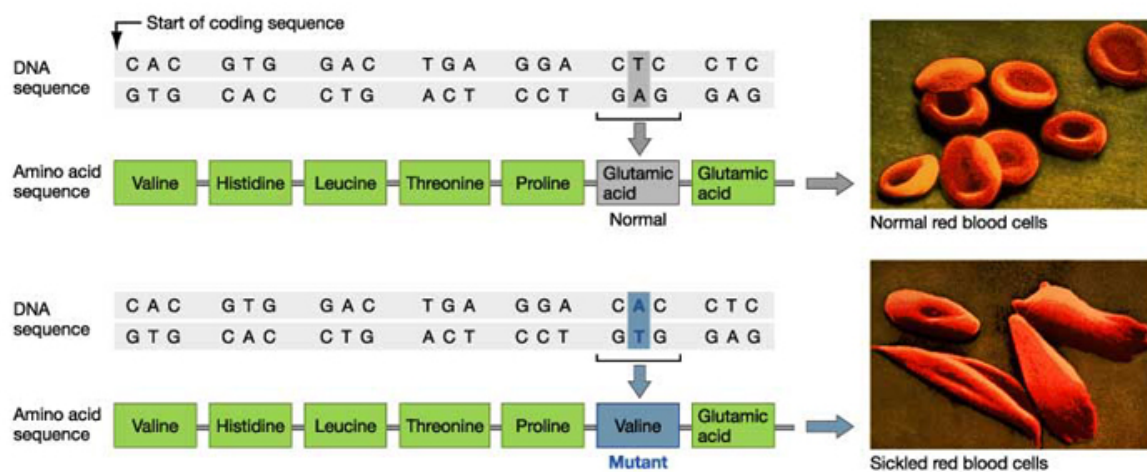 Start of coding sequence
DNA sequence
C A C G T G G A C T G A G G A C T C C T C
G T G C A C C T G A C T C C T G A G G A G
Amino acid sequence
Valine Histidine Leucine Threonine Proline Glutamic acid Glutamic acid
Normal
Normal red blood cells
DNA sequence
C A C G T G G A C T G A G G A C A C C T C
G T G C A C C T G A C T C C T G T G G A G
Amino acid sequence
Valine Histidine Leucine Threonine Proline Valine Glutamic acid
Mutant
Sickled red blood cells